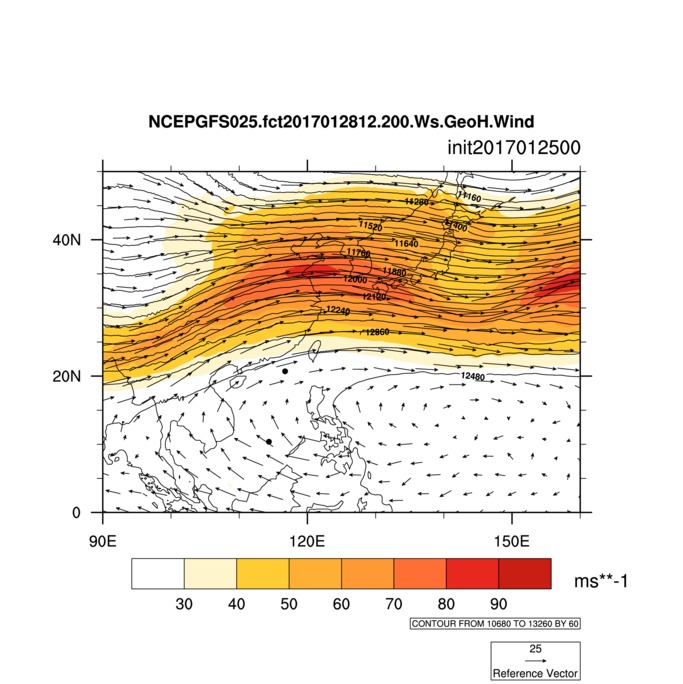 NCEPGFS025.fct2017012812.200.Ws.GeoH.Wind
init2017012500
11160
11280
11400
11520
11640
11760
11880
12000
12120
12240
12360
12480
40N
20N
0
90E 120E 150E
30 40 50 60 70 80 90
ms**-1
CONTOUR FROM 10680 TO 13260 BY 60
25
Reference Vector